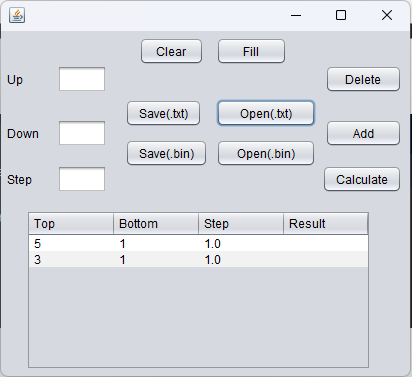 Clear Fill
Up Delete
Save(.txt) Open(.txt)
Down Add
Save(.bin) Open(.bin)
Step Calculate
Top Bottom Step Result
5 1 1.0
3 1 1.0